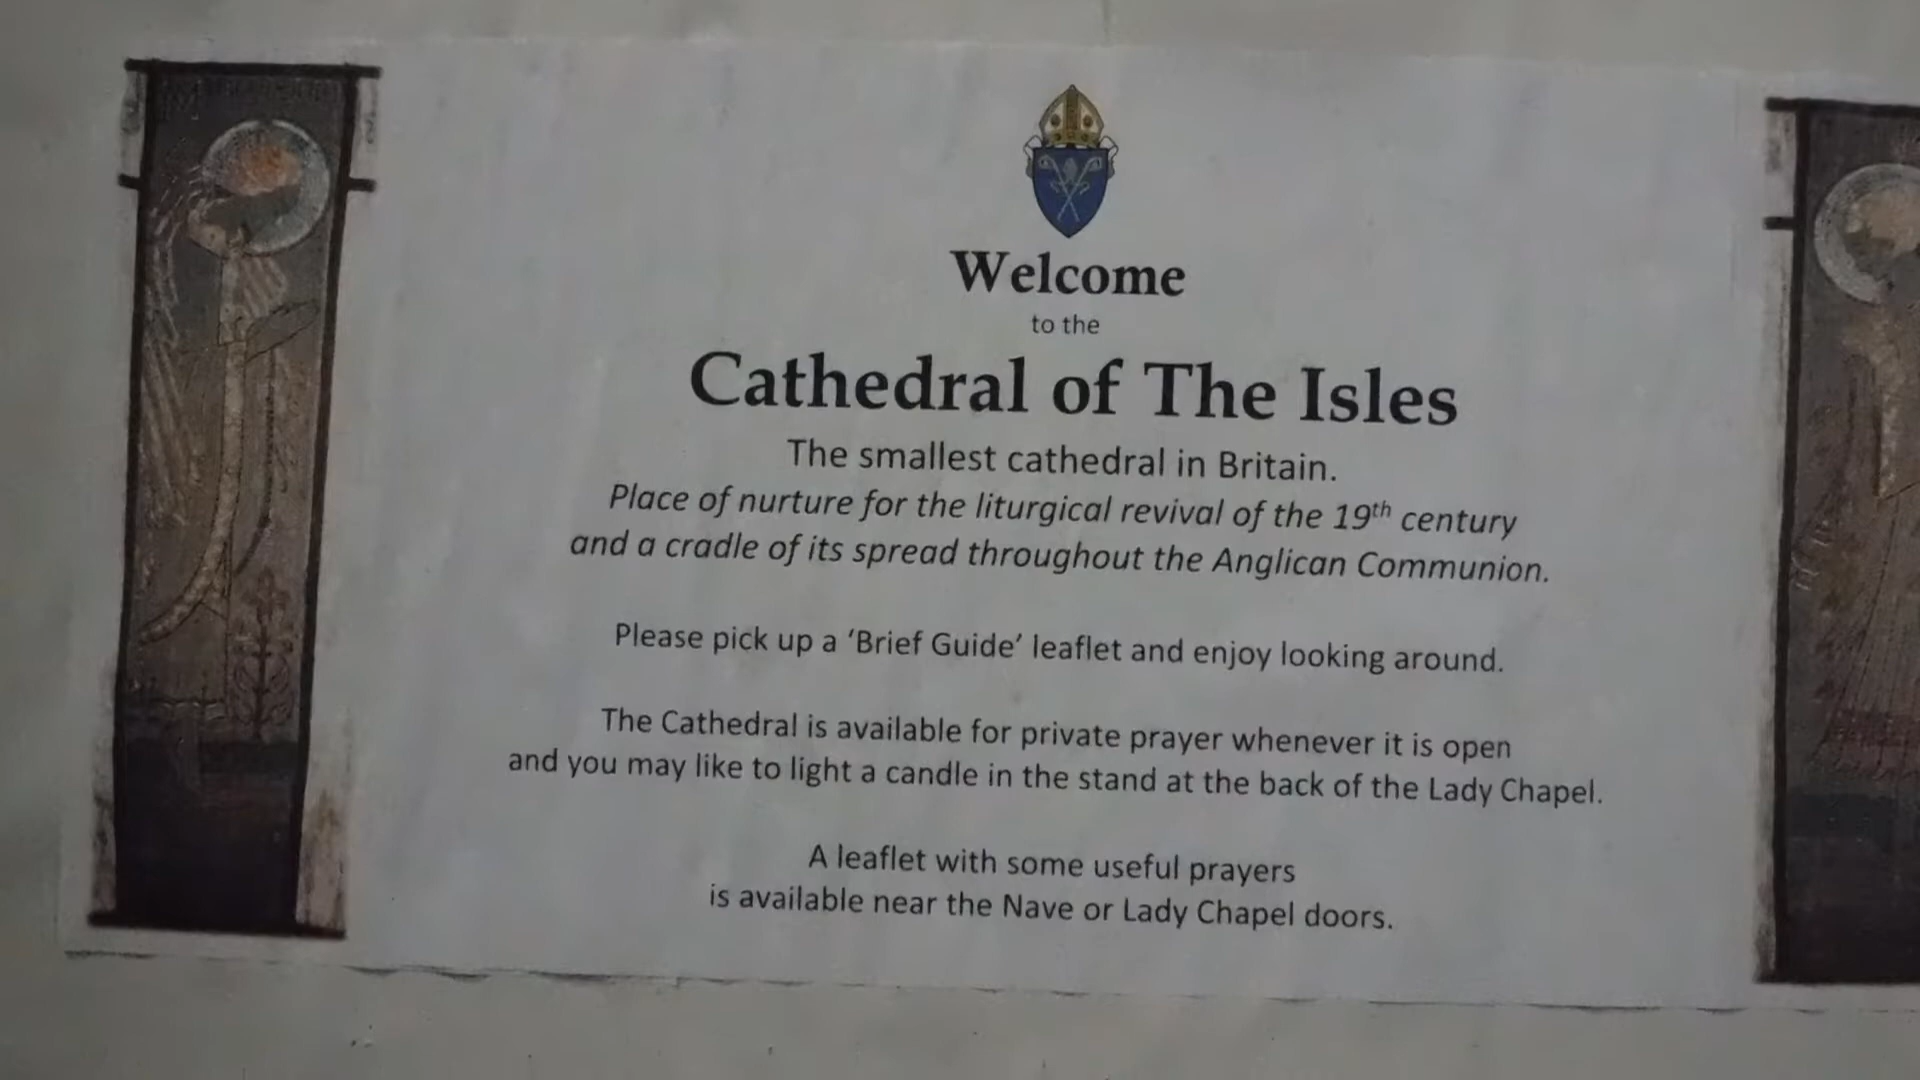 Welcome
to the
Cathedral of The Isles
The smallest cathedral in Britain.
Place of nurture for the liturgical revival of the 19th century
and a cradle of its spread throughout the Anglican Communion.
Please pick up a ‘Brief Guide’ leaflet and enjoy looking around.
The Cathedral is available for private prayer whenever it is open
and you may like to light a candle in the stand at the back of the Lady Chapel.
A leaflet with some useful prayers
is available near the Nave or Lady Chapel doors.